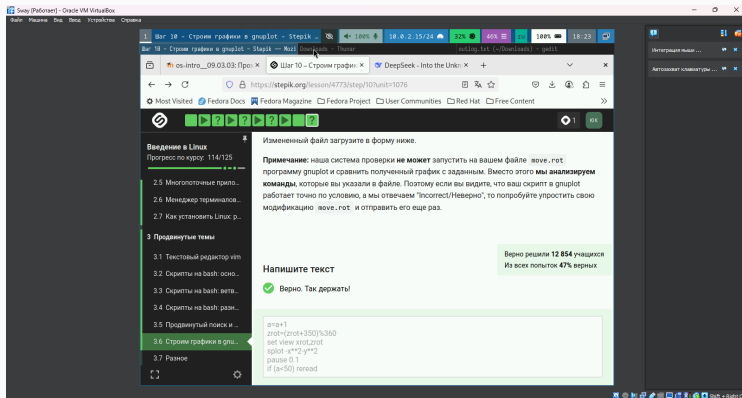 Sway [Работает] - Oracle VM VirtualBox
Файл Машина Вид Ввод Устройства Справка
1 Шаг 10 – Строим графики в gnuplot – Stepik … 100% 10.0.2.15/24 32% 46% 100% 18:23
Шаг 10 – Строим графики в gnuplot – Stepik — Mozi Downloads - Thunar outlog.txt (~/Downloads) - gedit
Интеграция мыши ...
Автозахват клавиатуры ...
os-intro__09.03.03: Про Шаг 10 – Строим график DeepSeek - Into the Unkn
https://stepik.org/lesson/4773/step/10?unit=1076
Most Visited Fedora Docs Fedora Magazine Fedora Project User Communities Red Hat Free Content
1
Введение в Linux
Прогресс по курсу: 114/125
2.5 Многопоточные прило...
2.6 Менеджер терминалов...
2.7 Как установить Linux: р...
3 Продвинутые темы
3.1 Текстовый редактор vim
3.2 Скрипты на bash: осно...
3.3 Скрипты на bash: ветв...
3.4 Скрипты на bash: разн...
3.5 Продвинутый поиск и ...
3.6 Строим графики в gnu...
3.7 Разное
Измененный файл загрузите в форму ниже.
Примечание: наша система проверки не может запустить на вашем файле move.rot
программу gnuplot и сравнить полученный график с заданным. Вместо этого мы анализируем
команды, которые вы указали в файле. Поэтому если вы видите, что ваш скрипт в gnuplot
работает точно по условию, а мы отвечаем "Incorrect/Неверно", то попробуйте упростить свою
модификацию move.rot и отправить его еще раз.
Верно решили 12 854 учащихся
Из всех попыток 47% верных
Напишите текст
Верно. Так держать!
a=a+1
zrot=(zrot+350)%360
set view xrot,zrot
splot -x**2-y**2
pause 0.1
if (a<50) reread